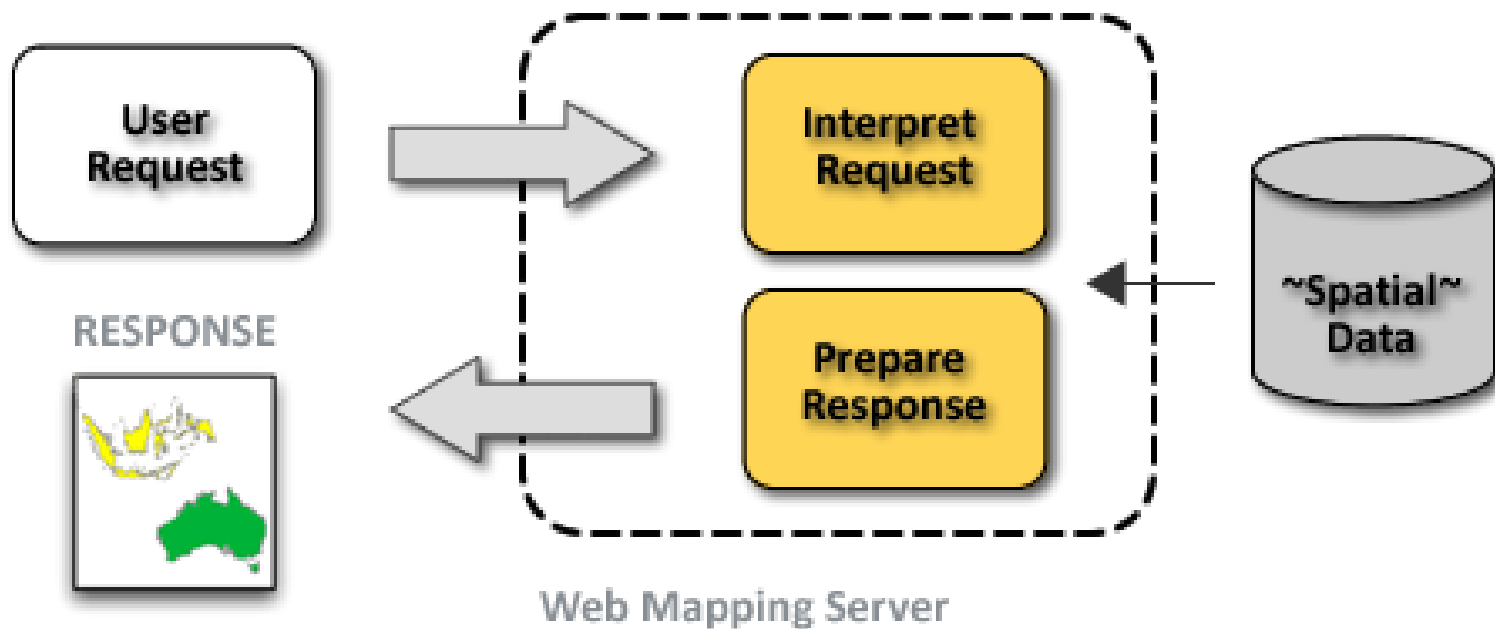 User
Request
Interpret
Request
~Spatial~
Data
RESPONSE
Prepare
Response
Web Mapping Server